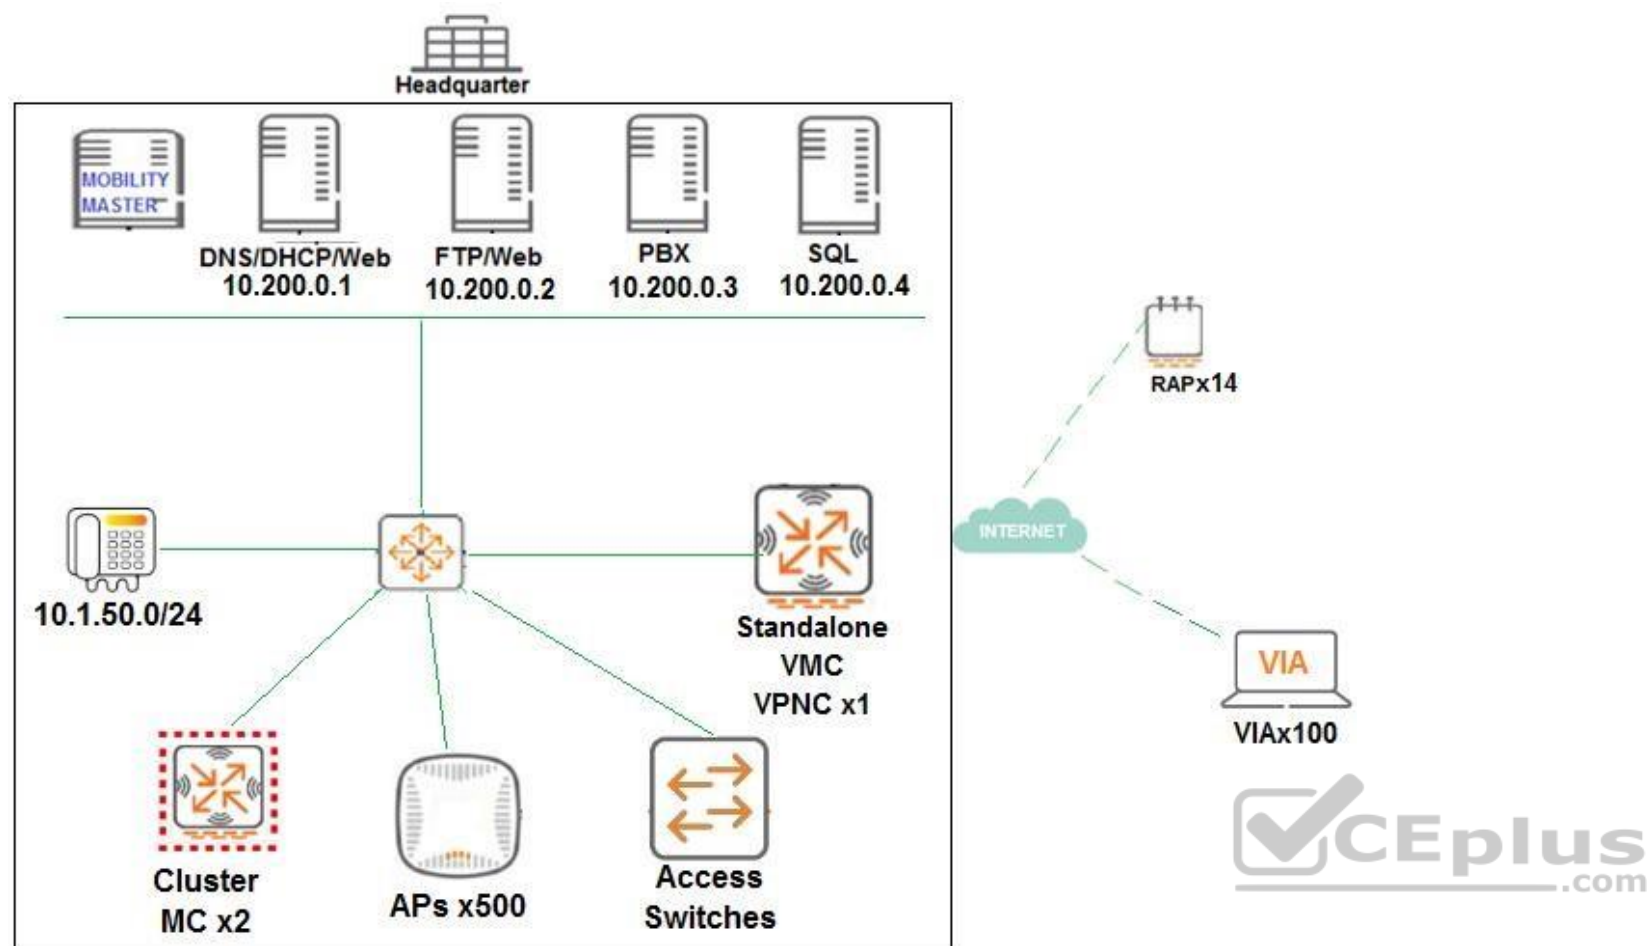 Headquarter
MOBILITY
MASTER
DNS/DHCP/Web
10.200.0.1
FTP/Web
10.200.0.2
PBX
10.200.0.3
SQL
10.200.0.4
RAPx14
INTERNET
10.1.50.0/24
Standalone
VMC
VPNC x1
VIA
VIAx100
Cluster
MC x2
APs x500
Access
Switches
CEplus
.com